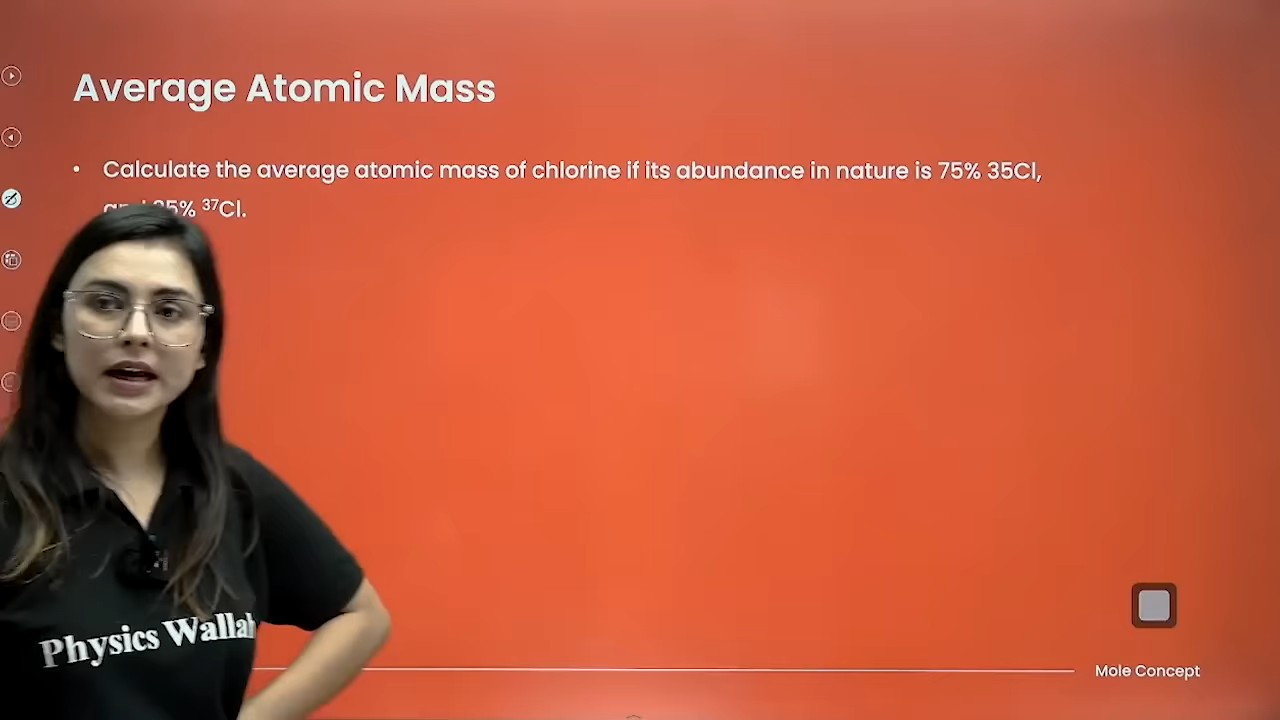 Average Atomic Mass
• Calculate the average atomic mass of chlorine if its abundance in nature is 75% 35Cl,
³⁷Cl.
Physics Wallah
Mole Concept